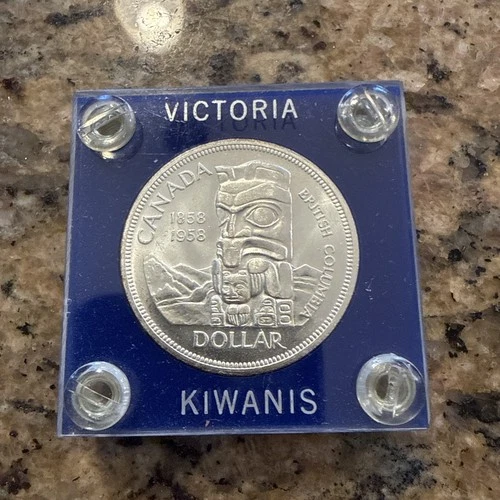 VICTORIA
CANADA
1858
1958
BRITISH COLUMBIA
DOLLAR
KIWANIS